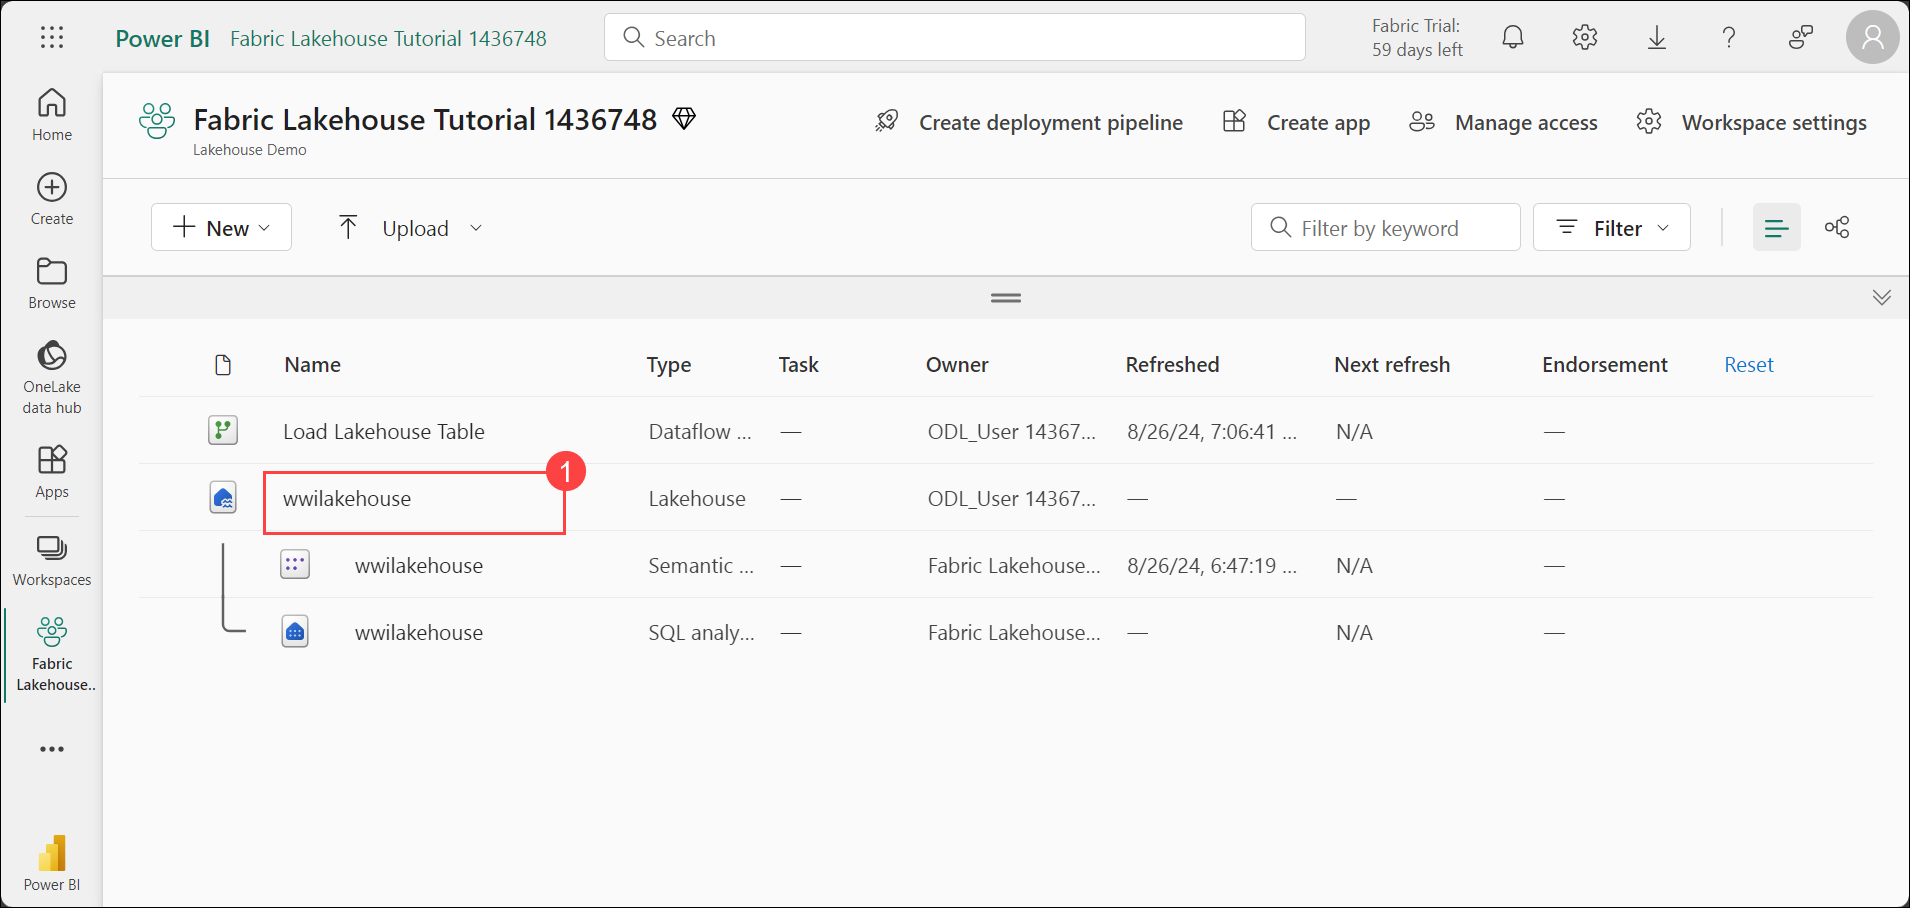 Power BI Fabric Lakehouse Tutorial 1436748 Search Fabric Trial:
59 days left
Home
Create
Browse
OneLake
data hub
Apps
Workspaces
Fabric
Lakehouse..
Power BI
Fabric Lakehouse Tutorial 1436748 Create deployment pipeline Create app Manage access Workspace settings
Lakehouse Demo
New Upload Filter by keyword Filter
Name Type Task Owner Refreshed Next refresh Endorsement Reset
Load Lakehouse Table Dataflow ... — ODL_User 14367... 8/26/24, 7:06:41 ... N/A —
1
wwilakehouse Lakehouse — ODL_User 14367... — — —
wwilakehouse Semantic ... — Fabric Lakehouse... 8/26/24, 6:47:19 ... N/A —
wwilakehouse SQL analy... — Fabric Lakehouse... — N/A —